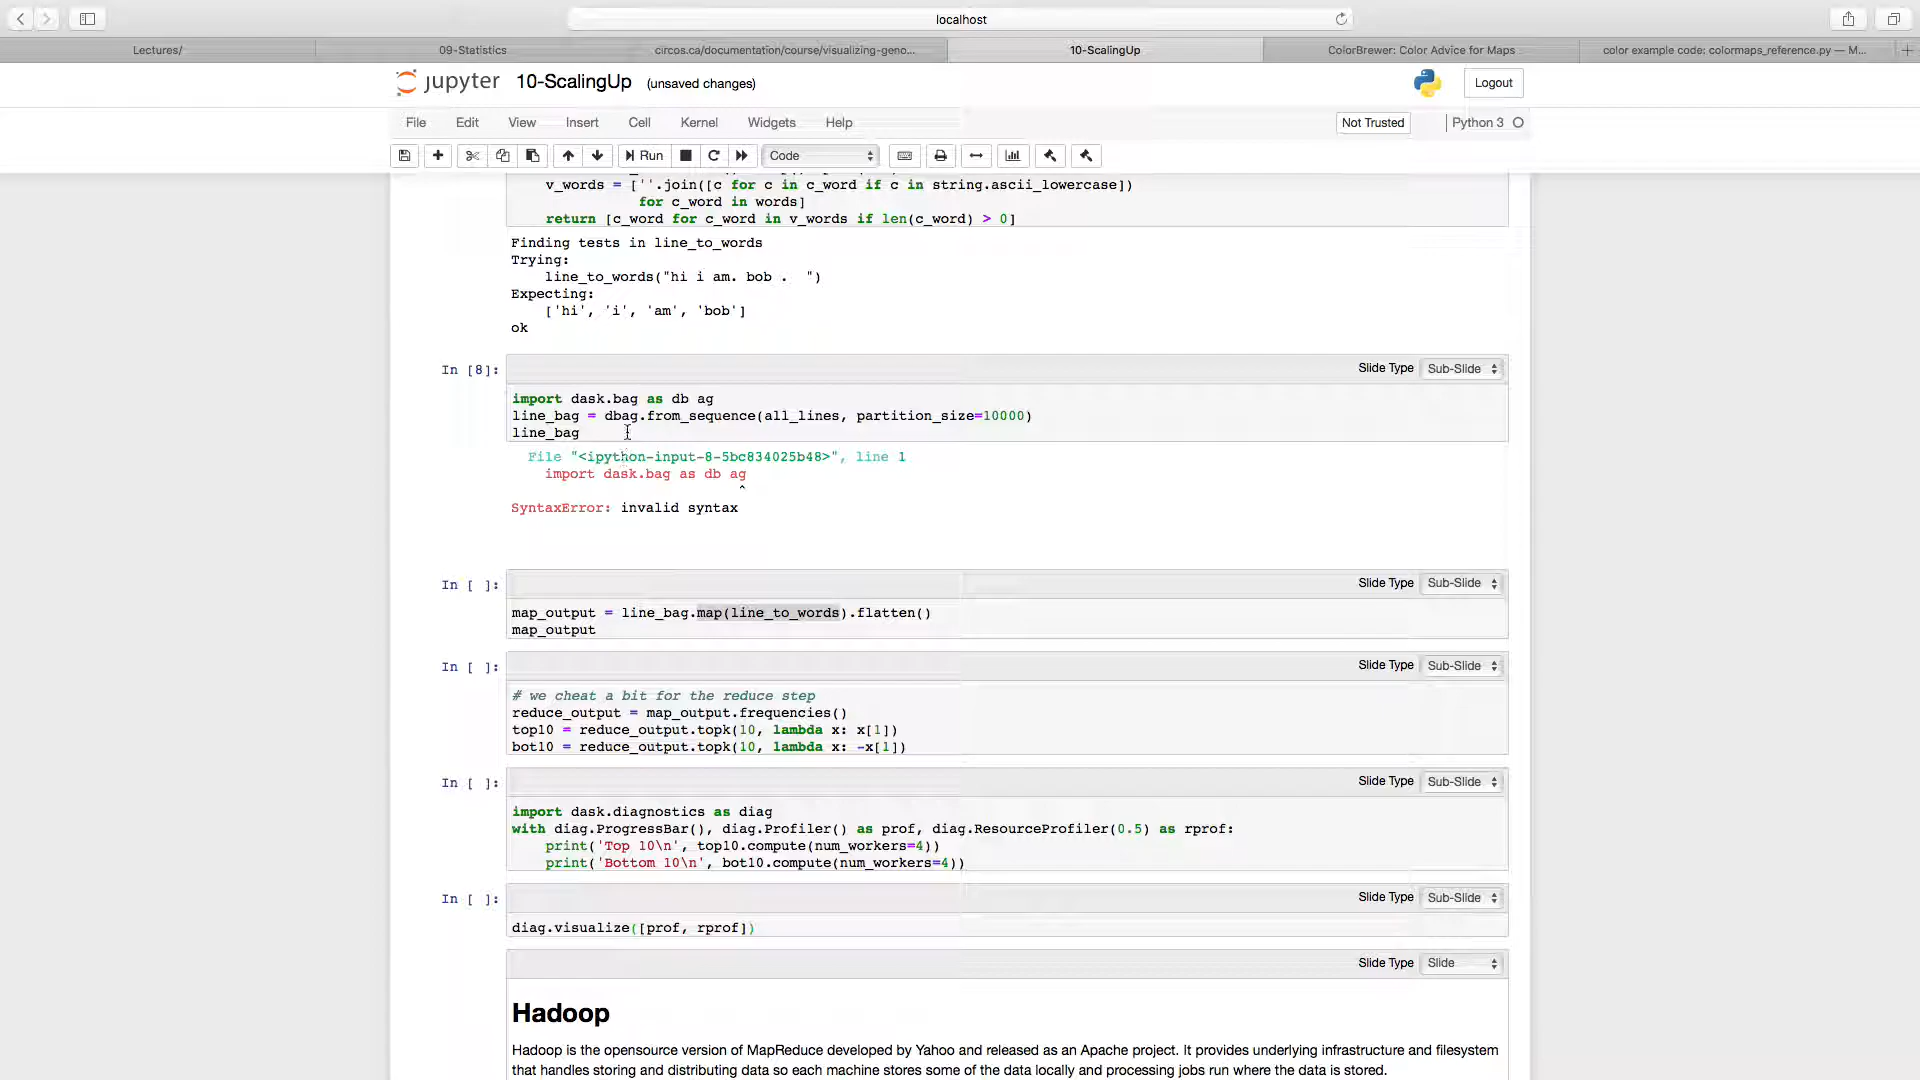 localhost
Lectures/
09-Statistics
circos.ca/documentation/course/visualizing-geno...
10-ScalingUp
ColorBrewer: Color Advice for Maps
color example code: colormaps_reference.py — M...
jupyter 10-ScalingUp (unsaved changes)
Logout
File Edit View Insert Cell Kernel Widgets Help
Not Trusted
Python 3
Run
Code
v_words = [''.join([c for c in c_word if c in string.ascii_lowercase])
for c_word in words]
return [c_word for c_word in v_words if len(c_word) > 0]
Finding tests in line_to_words
Trying:
line_to_words("hi i am. bob .  ")
Expecting:
['hi', 'i', 'am', 'bob']
ok
In [8]:
Slide Type Sub-Slide
import dask.bag as db ag
line_bag = dbag.from_sequence(all_lines, partition_size=10000)
line_bag
File "<ipython-input-8-5bc834025b48>", line 1
import dask.bag as db ag
^
SyntaxError: invalid syntax
In [ ]:
Slide Type Sub-Slide
map_output = line_bag.map(line_to_words).flatten()
map_output
In [ ]:
Slide Type Sub-Slide
# we cheat a bit for the reduce step
reduce_output = map_output.frequencies()
top10 = reduce_output.topk(10, lambda x: x[1])
bot10 = reduce_output.topk(10, lambda x: -x[1])
In [ ]:
Slide Type Sub-Slide
import dask.diagnostics as diag
with diag.ProgressBar(), diag.Profiler() as prof, diag.ResourceProfiler(0.5) as rprof:
print('Top 10\n', top10.compute(num_workers=4))
print('Bottom 10\n', bot10.compute(num_workers=4))
In [ ]:
Slide Type Sub-Slide
diag.visualize([prof, rprof])
Slide Type Slide
Hadoop
Hadoop is the opensource version of MapReduce developed by Yahoo and released as an Apache project. It provides underlying infrastructure and filesystem
that handles storing and distributing data so each machine stores some of the data locally and processing jobs run where the data is stored.